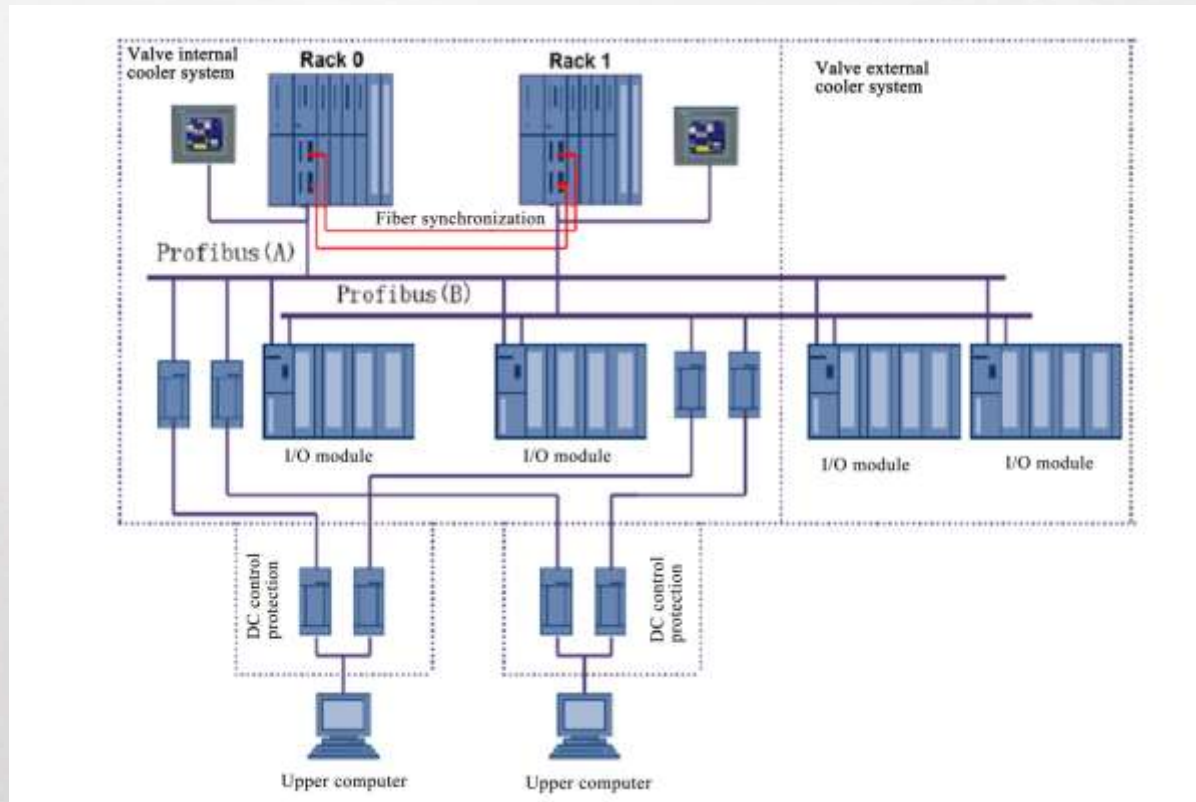 Valve internal
cooler system
Rack 0
Rack 1
Valve external
cooler system
Fiber synchronization
Profibus(A)
Profibus(B)
I/O module
I/O module
I/O module
I/O module
DC control
protection
DC control
protection
Upper computer
Upper computer